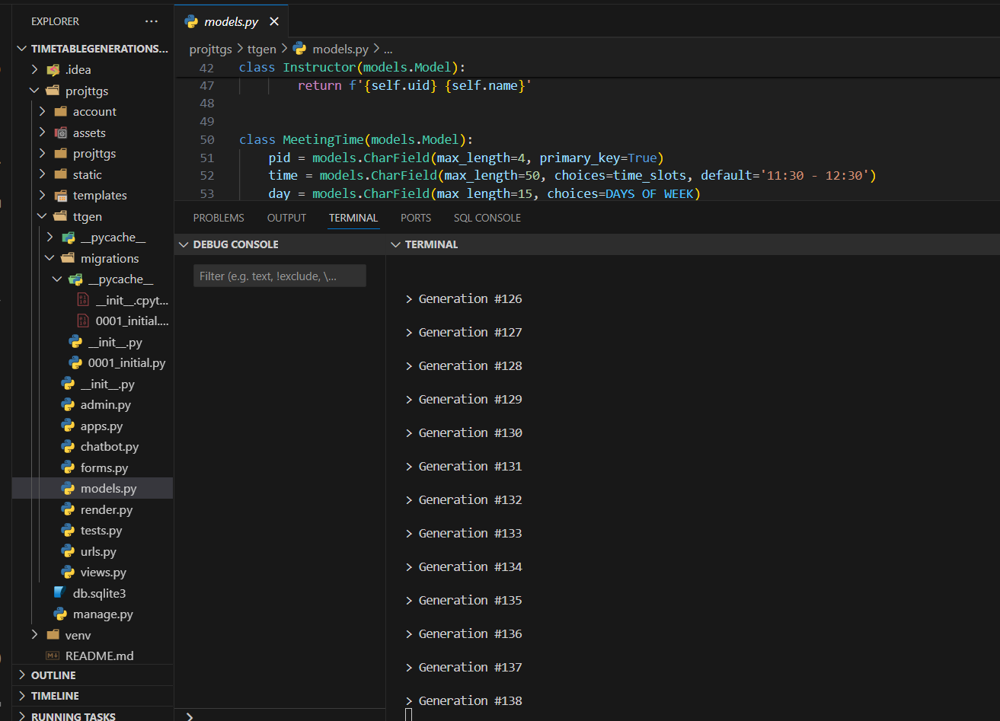 EXPLORER
TIMETABLEGENERATIONS...
.idea
projttgs
account
assets
projttgs
static
templates
ttgen
__pycache__
migrations
__pycache__
__init__.cpyt...
0001_initial....
__init__.py
0001_initial.py
__init__.py
admin.py
apps.py
chatbot.py
forms.py
models.py
render.py
tests.py
urls.py
views.py
db.sqlite3
manage.py
venv
README.md
OUTLINE
TIMELINE
RUNNING TASKS
models.py
projttgs > ttgen > models.py > ...
42 class Instructor(models.Model):
47 return f'{self.uid} {self.name}'
48
49
50 class MeetingTime(models.Model):
51 pid = models.CharField(max_length=4, primary_key=True)
52 time = models.CharField(max_length=50, choices=time_slots, default='11:30 - 12:30')
53 day = models.CharField(max_length=15, choices=DAYS_OF_WEEK)
PROBLEMS OUTPUT TERMINAL PORTS SQL CONSOLE
DEBUG CONSOLE
Filter (e.g. text, !exclude, \...
TERMINAL
> Generation #126
> Generation #127
> Generation #128
> Generation #129
> Generation #130
> Generation #131
> Generation #132
> Generation #133
> Generation #134
> Generation #135
> Generation #136
> Generation #137
> Generation #138